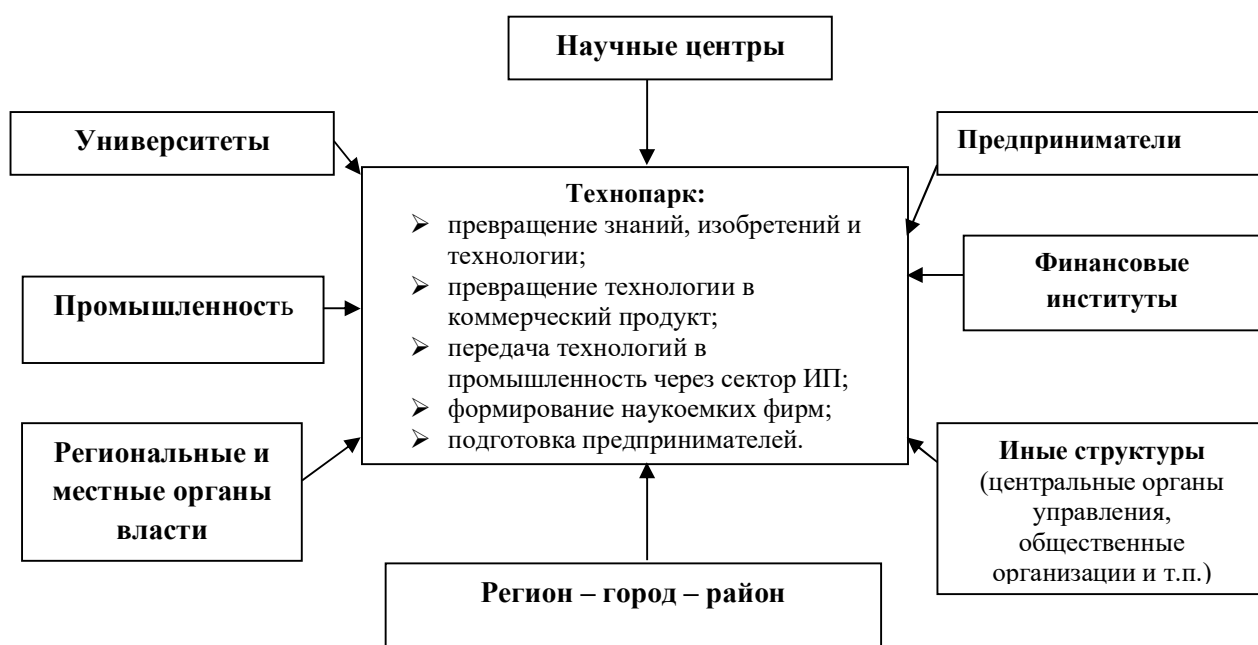 Научные центры
Университеты
Предприниматели
Технопарк:
➢ превращение знаний, изобретений и
технологии;
➢ превращение технологии в
коммерческий продукт;
➢ передача технологий в
промышленность через сектор ИП;
➢ формирование наукоемких фирм;
➢ подготовка предпринимателей.
Финансовые
институты
Промышленность
Региональные и
местные органы
власти
Иные структуры
(центральные органы
управления,
общественные
организации и т.п.)
Регион – город – район